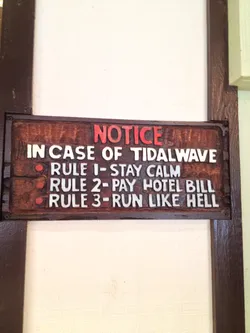 NOTICE
IN CASE OF TIDALWAVE
RULE 1-STAY CALM
RULE 2-PAY HOTEL BILL
RULE 3-RUN LIKE HELL